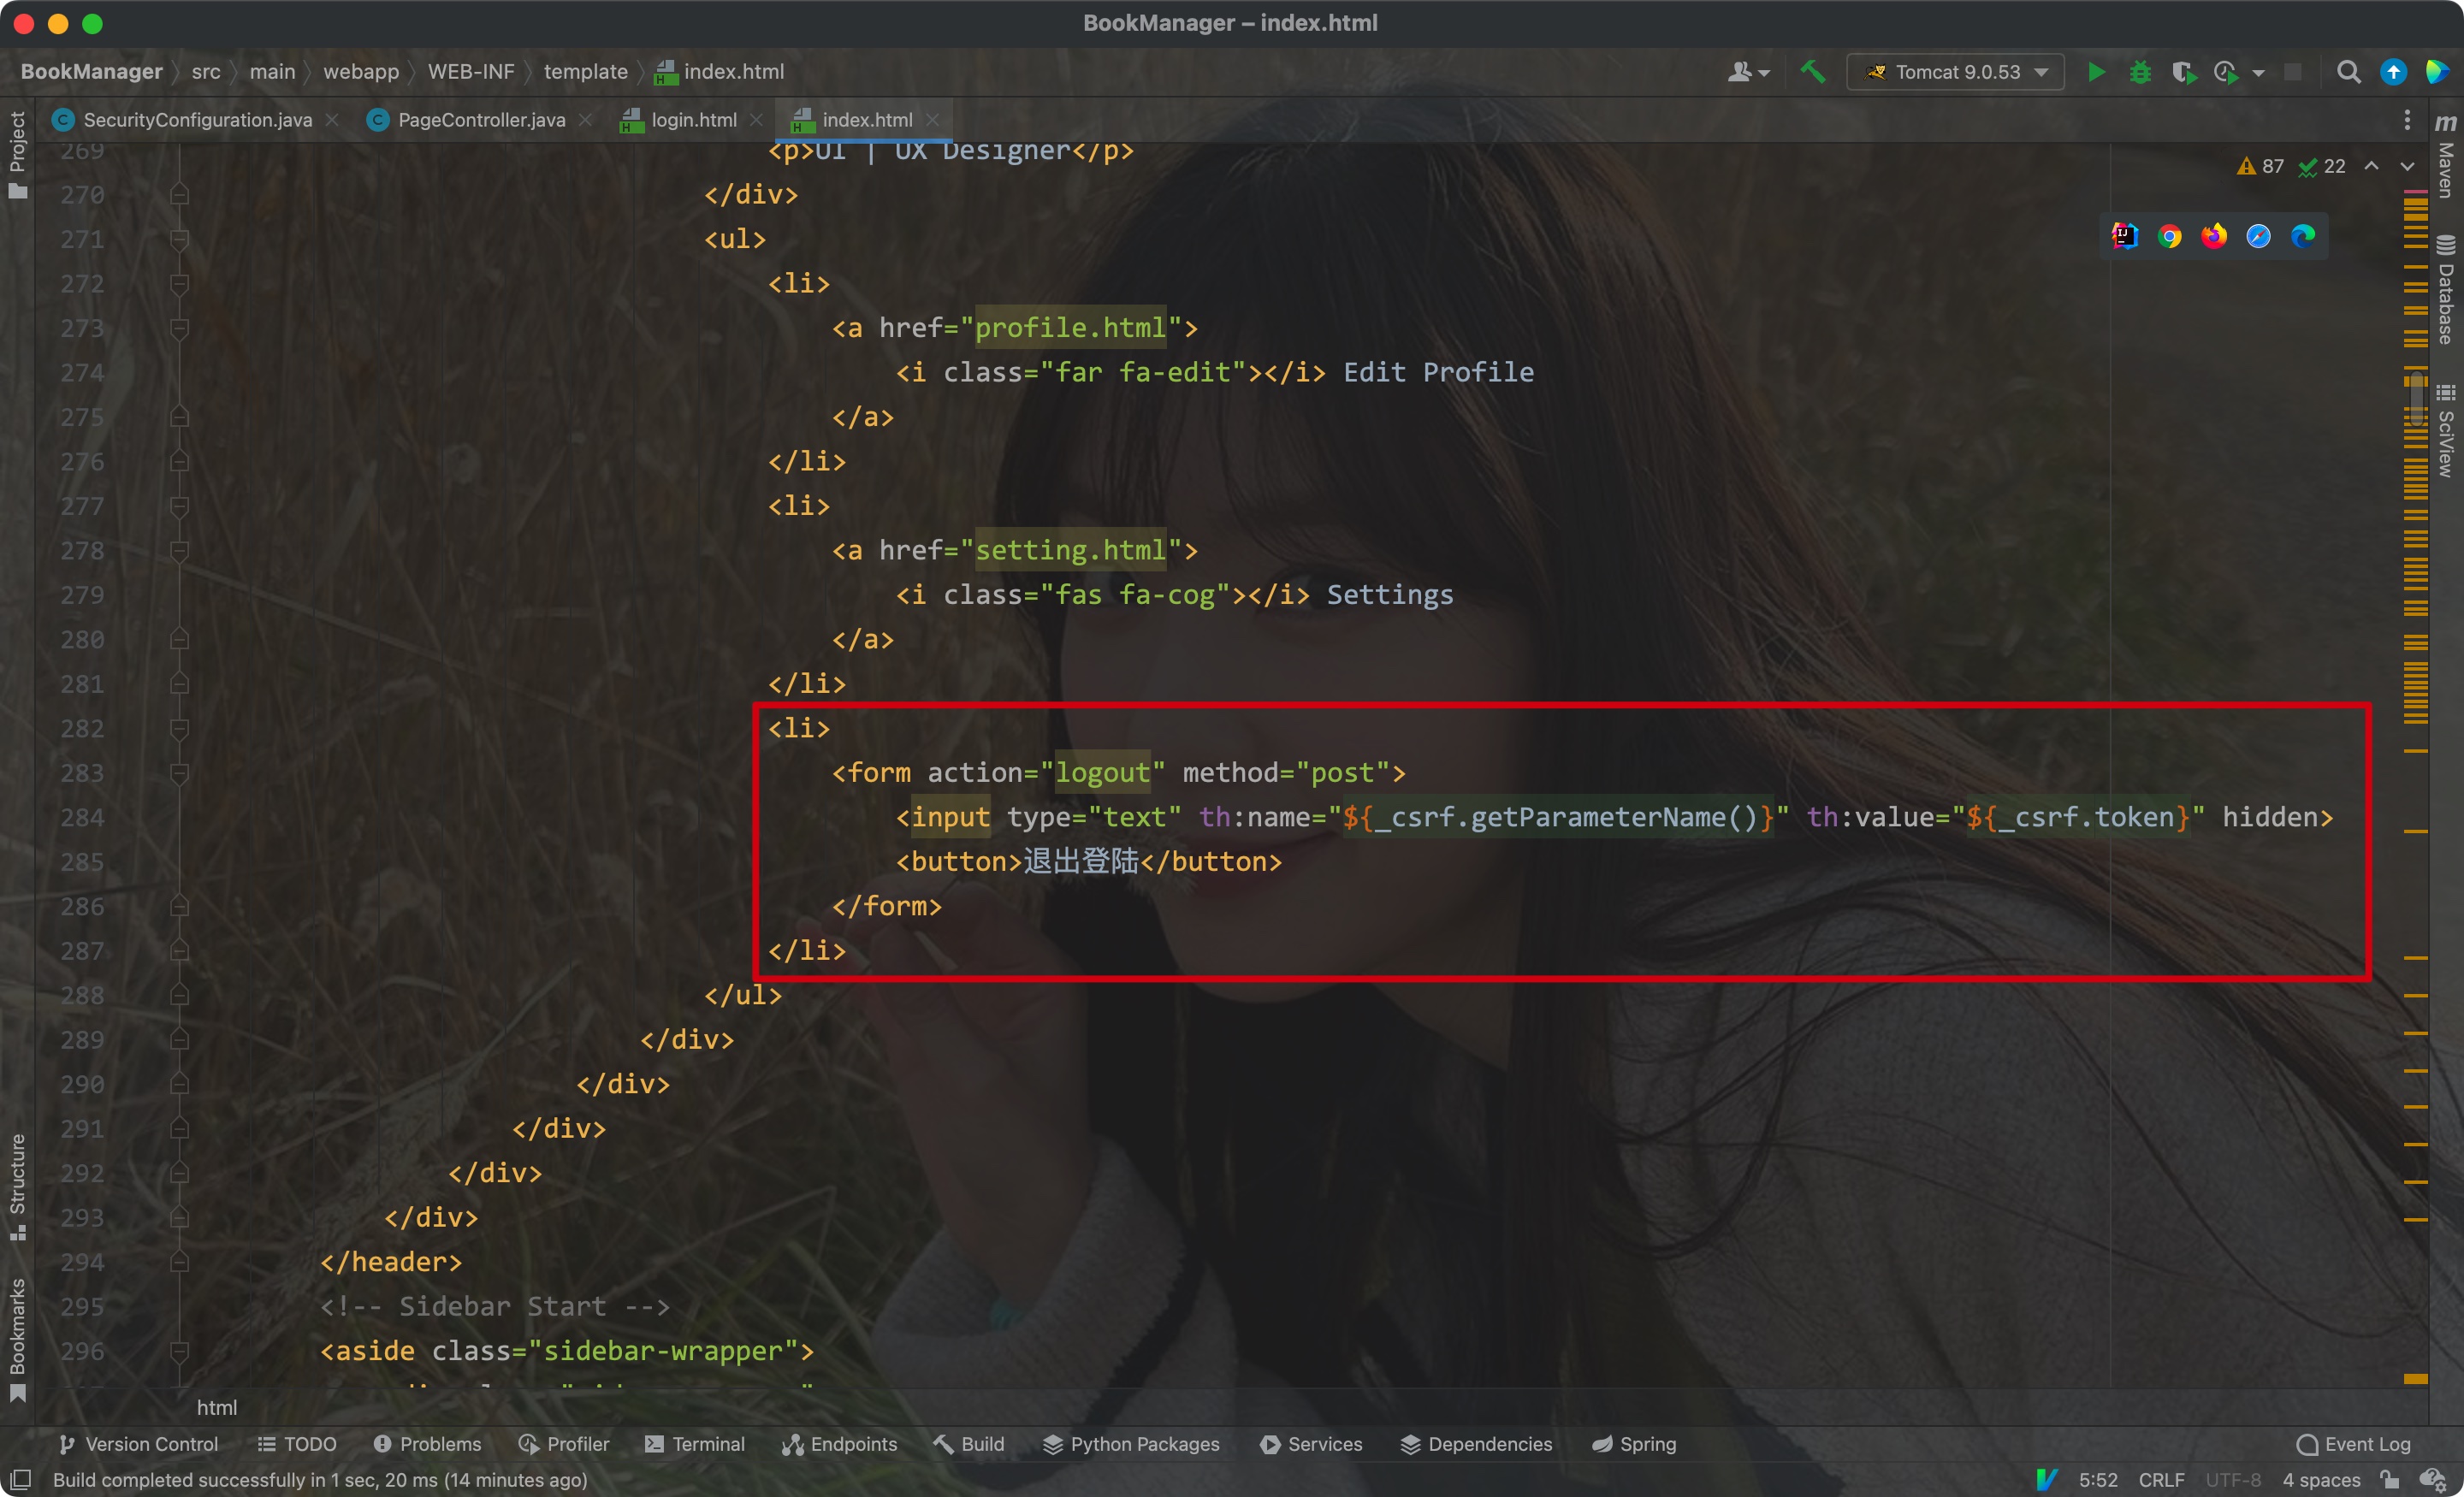 BookManager – index.html
BookManager src main webapp WEB-INF template index.html Tomcat 9.0.53
SecurityConfiguration.java PageController.java login.html index.html
Project
Structure
Bookmarks
Maven
Database
SciView
87 22
269 <p>UI | UX Designer</p>
270 </div>
271 <ul>
272 <li>
273 <a href="profile.html">
274 <i class="far fa-edit"></i> Edit Profile
275 </a>
276 </li>
277 <li>
278 <a href="setting.html">
279 <i class="fas fa-cog"></i> Settings
280 </a>
281 </li>
282 <li>
283 <form action="logout" method="post">
284 <input type="text" th:name="${_csrf.getParameterName()}" th:value="${_csrf.token}" hidden>
285 <button>退出登陆</button>
286 </form>
287 </li>
288 </ul>
289 </div>
290 </div>
291 </div>
292 </div>
293 </div>
294 </header>
295 <!-- Sidebar Start -->
296 <aside class="sidebar-wrapper">
html
Version Control TODO Problems Profiler Terminal Endpoints Build Python Packages Services Dependencies Spring Event Log
Build completed successfully in 1 sec, 20 ms (14 minutes ago) 5:52 CRLF UTF-8 4 spaces